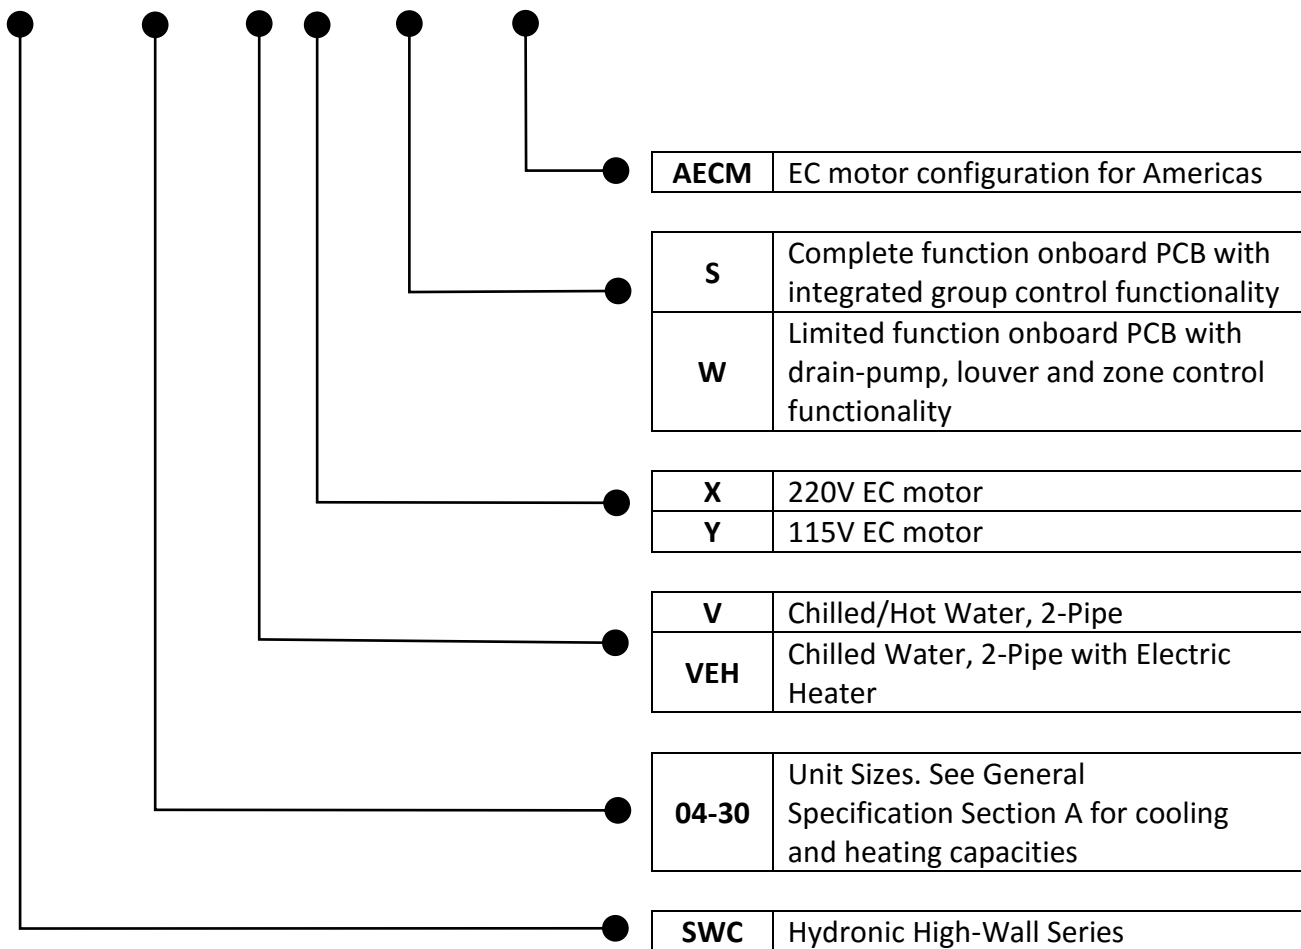 AECM EC motor configuration for Americas
S Complete function onboard PCB with
integrated group control functionality
W Limited function onboard PCB with
drain-pump, louver and zone control
functionality
X 220V EC motor
Y 115V EC motor
V Chilled/Hot Water, 2-Pipe
VEH Chilled Water, 2-Pipe with Electric
Heater
04-30 Unit Sizes. See General
Specification Section A for cooling
and heating capacities
SWC Hydronic High-Wall Series